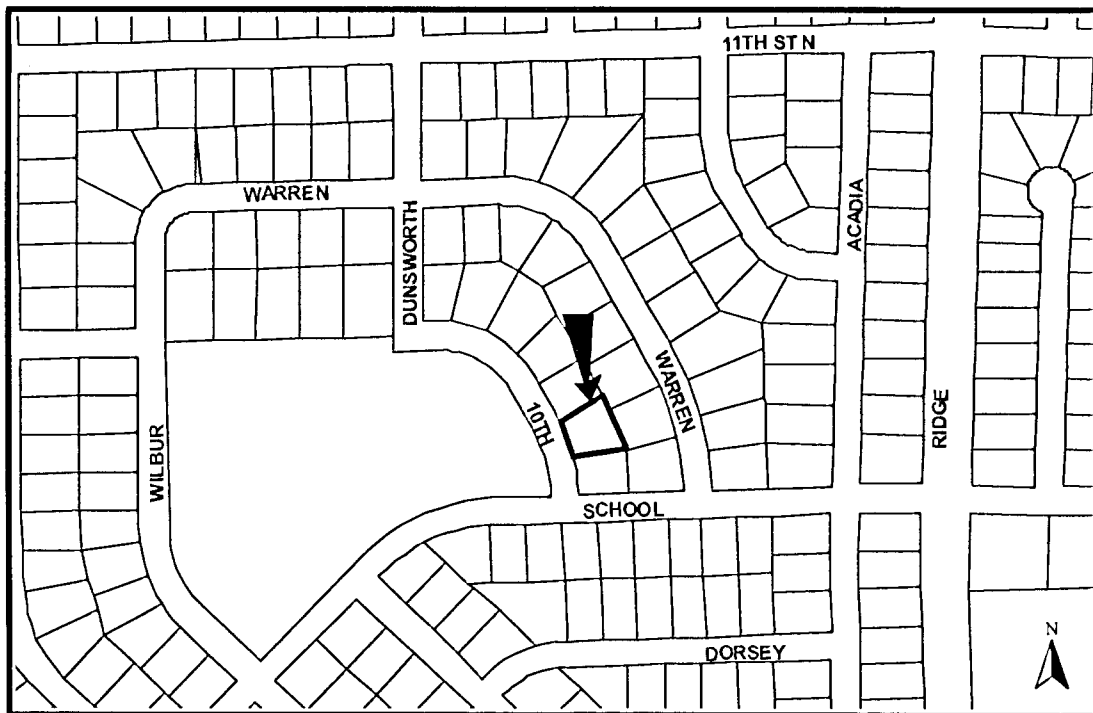 11TH ST N
WARREN
DUNSWORTH
ACADIA
WARREN
10TH
RIDGE
WILBUR
SCHOOL
DORSEY
N